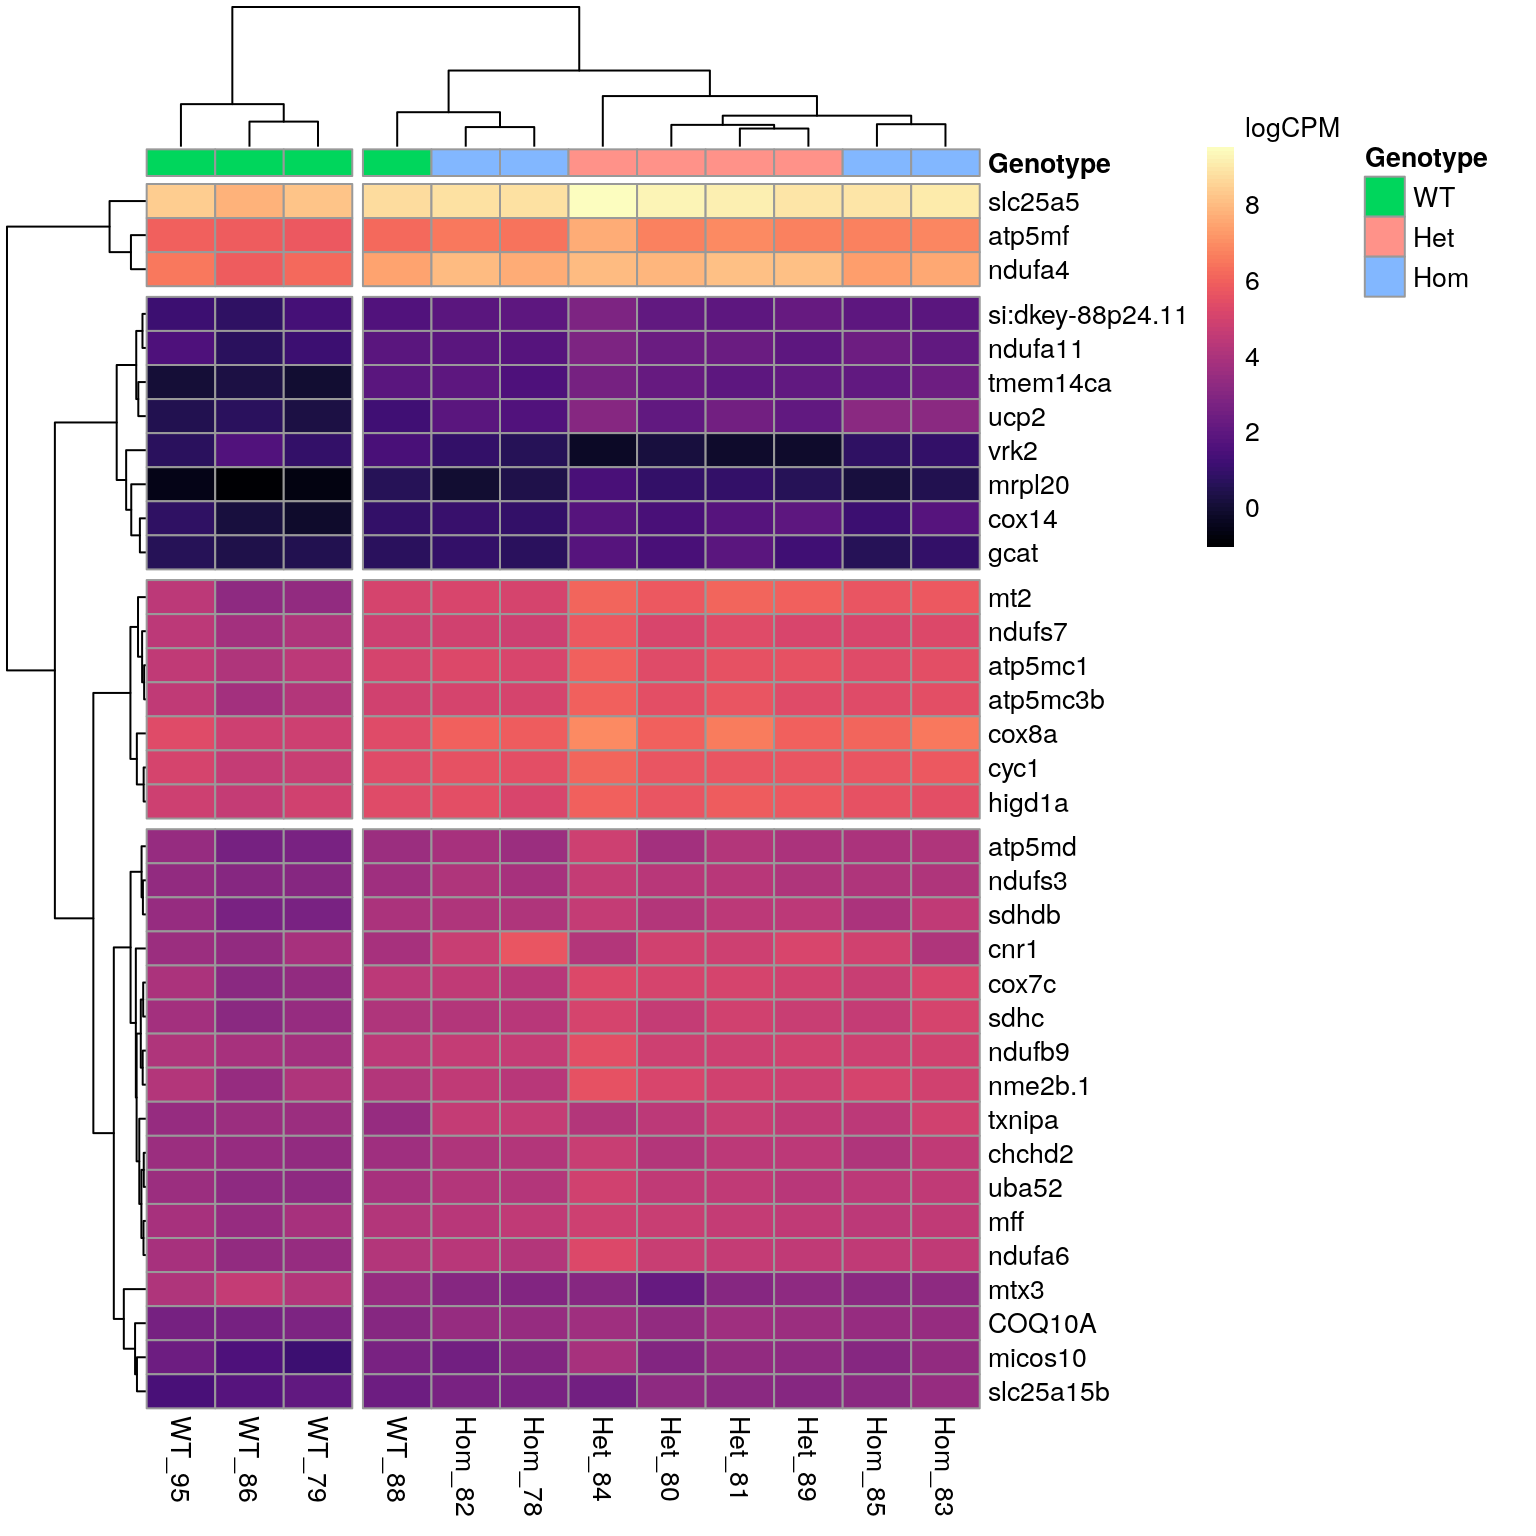 logCPM
8
6
4
2
0
Genotype
WT
Het
Hom
Genotype
slc25a5
atp5mf
ndufa4
si:dkey-88p24.11
ndufa11
tmem14ca
ucp2
vrk2
mrpl20
cox14
gcat
mt2
ndufs7
atp5mc1
atp5mc3b
cox8a
cyc1
higd1a
atp5md
ndufs3
sdhdb
cnr1
cox7c
sdhc
ndufb9
nme2b.1
txnipa
chchd2
uba52
mff
ndufa6
mtx3
COQ10A
micos10
slc25a15b
WT_95
WT_86
WT_79
WT_88
Hom_82
Hom_78
Het_84
Het_80
Het_81
Het_89
Hom_85
Hom_83